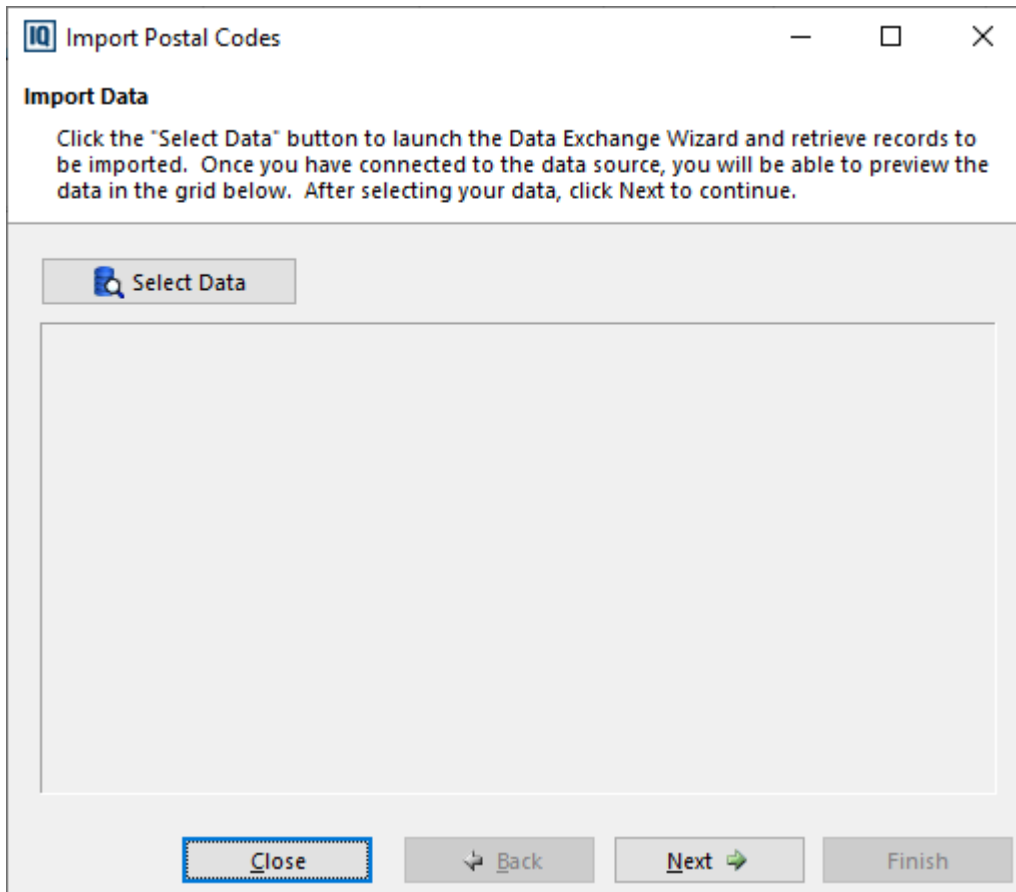 IQ Import Postal Codes
Import Data
Click the "Select Data" button to launch the Data Exchange Wizard and retrieve records to
be imported. Once you have connected to the data source, you will be able to preview the
data in the grid below. After selecting your data, click Next to continue.
Select Data
Close Back Next Finish